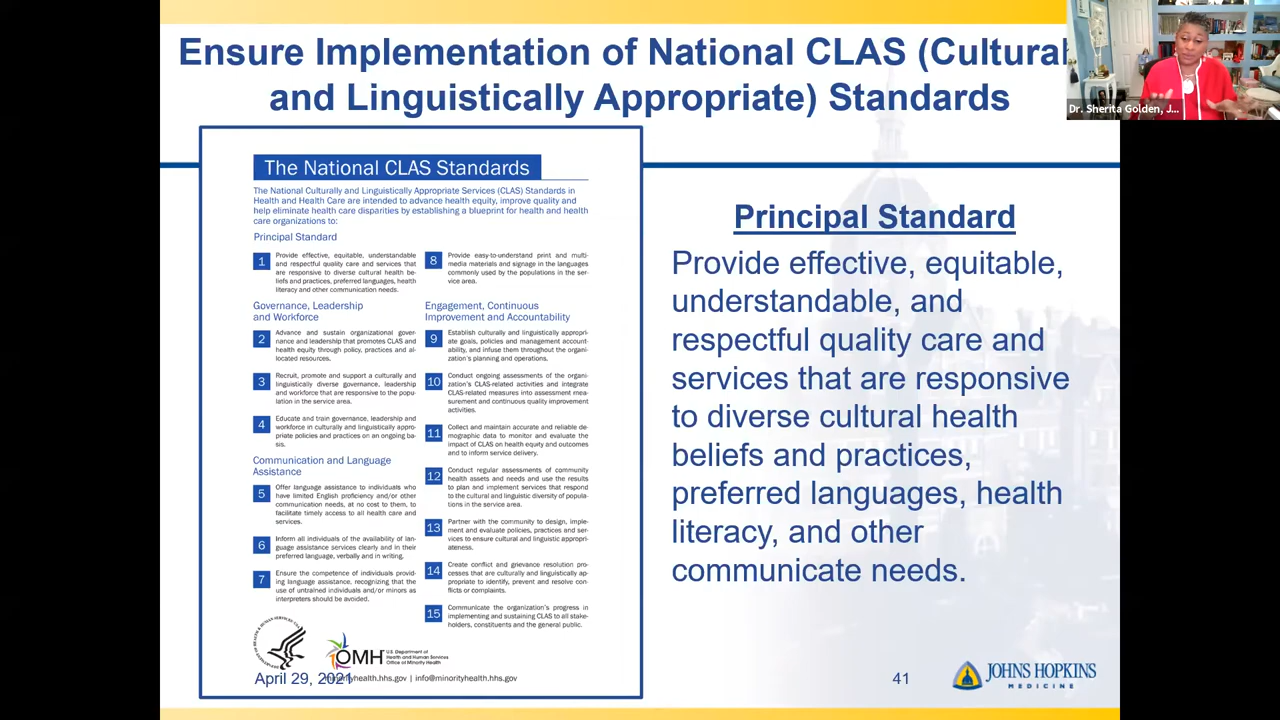 Ensure Implementation of National CLAS (Cultural
and Linguistically Appropriate) Standards
Dr. Sherita Golden, J...
The National CLAS Standards
The National Culturally and Linguistically Appropriate Services (CLAS) Standards in
Health and Health Care are intended to advance health equity, improve quality and
help eliminate health care disparities by establishing a blueprint for health and health
care organizations to:
Principal Standard
1
Provide effective, equitable, understandable
and respectful quality care and services that
are responsive to diverse cultural health be-
liefs and practices, preferred languages, health
literacy and other communication needs.
Governance, Leadership
and Workforce
2
Advance and sustain organizational gover-
nance and leadership that promotes CLAS and
health equity through policy, practices and al-
located resources.
3
Recruit, promote and support a culturally and
linguistically diverse governance, leadership
and workforce that are responsive to the popu-
lation in the service area.
4
Educate and train governance, leadership and
workforce in culturally and linguistically appro-
priate policies and practices on an ongoing ba-
sis.
Communication and Language
Assistance
5
Offer language assistance to individuals who
have limited English proficiency and/or other
communication needs, at no cost to them, to
facilitate timely access to all health care and
services.
6
Inform all individuals of the availability of lan-
guage assistance services clearly and in their
preferred language, verbally and in writing.
7
Ensure the competence of individuals provid-
ing language assistance, recognizing that the
use of untrained individuals and/or minors as
interpreters should be avoided.
8
Provide easy-to-understand print and multi-
media materials and signage in the languages
commonly used by the populations in the ser-
vice area.
Engagement, Continuous
Improvement and Accountability
9
Establish culturally and linguistically appropri-
ate goals, policies and management account-
ability, and infuse them throughout the organi-
zation's planning and operations.
10
Conduct ongoing assessments of the organi-
zation's CLAS-related activities and integrate
CLAS-related measures into assessment mea-
surement and continuous quality improvement
activities.
11
Collect and maintain accurate and reliable de-
mographic data to monitor and evaluate the
impact of CLAS on health equity and outcomes
and to inform service delivery.
12
Conduct regular assessments of community
health assets and needs and use the results
to plan and implement services that respond
to the cultural and linguistic diversity of popula-
tions in the service area.
13
Partner with the community to design, imple-
ment and evaluate policies, practices and ser-
vices to ensure cultural and linguistic appropri-
ateness.
14
Create conflict and grievance resolution pro-
cesses that are culturally and linguistically ap-
propriate to identify, prevent and resolve con-
flicts or complaints.
15
Communicate the organization's progress in
implementing and sustaining CLAS to all stake-
holders, constituents and the general public.
OMH
U.S. Department of
Health and Human Services
Office of Minority Health
minorityhealth.hhs.gov | info@minorityhealth.hhs.gov
April 29, 2021
Principal Standard
Provide effective, equitable,
understandable, and
respectful quality care and
services that are responsive
to diverse cultural health
beliefs and practices,
preferred languages, health
literacy, and other
communicate needs.
41
JOHNS HOPKINS
MEDICINE